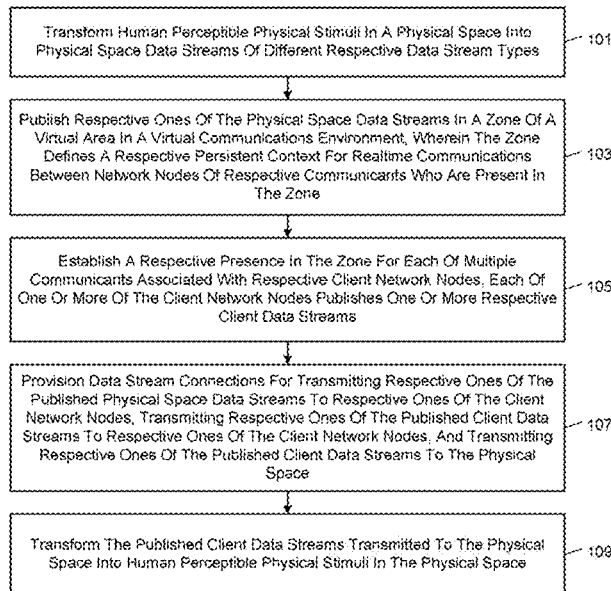 Transform Human Perceptible Physical Stimuli In A Physical Space Into
Physical Space Data Streams Of Different Respective Data Stream Types
101
Publish Respective Ones Of The Physical Space Data Streams In A Zone Of A
Virtual Area In A Virtual Communications Environment, Wherein The Zone
Defines A Respective Persistent Context For Realtime Communications
Between Network Nodes Of Respective Communicants Who Are Present In
The Zone
103
Establish A Respective Presence In The Zone For Each Of Multiple
Communicants Associated With Respective Client Network Nodes, Each Of
One Or More Of The Client Network Nodes Publishes One Or More Respective
Client Data Streams
105
Provision Data Stream Connections For Transmitting Respective Ones Of The
Published Physical Space Data Streams To Respective Ones Of The Client
Network Nodes, Transmitting Respective Ones Of The Published Client Data
Streams To Respective Ones Of The Client Network Nodes, And Transmitting
Respective Ones Of The Published Client Data Streams To The Physical
Space
107
Transform The Published Client Data Streams Transmitted To The Physical
Space Into Human Perceptible Physical Stimuli In The Physical Space
109